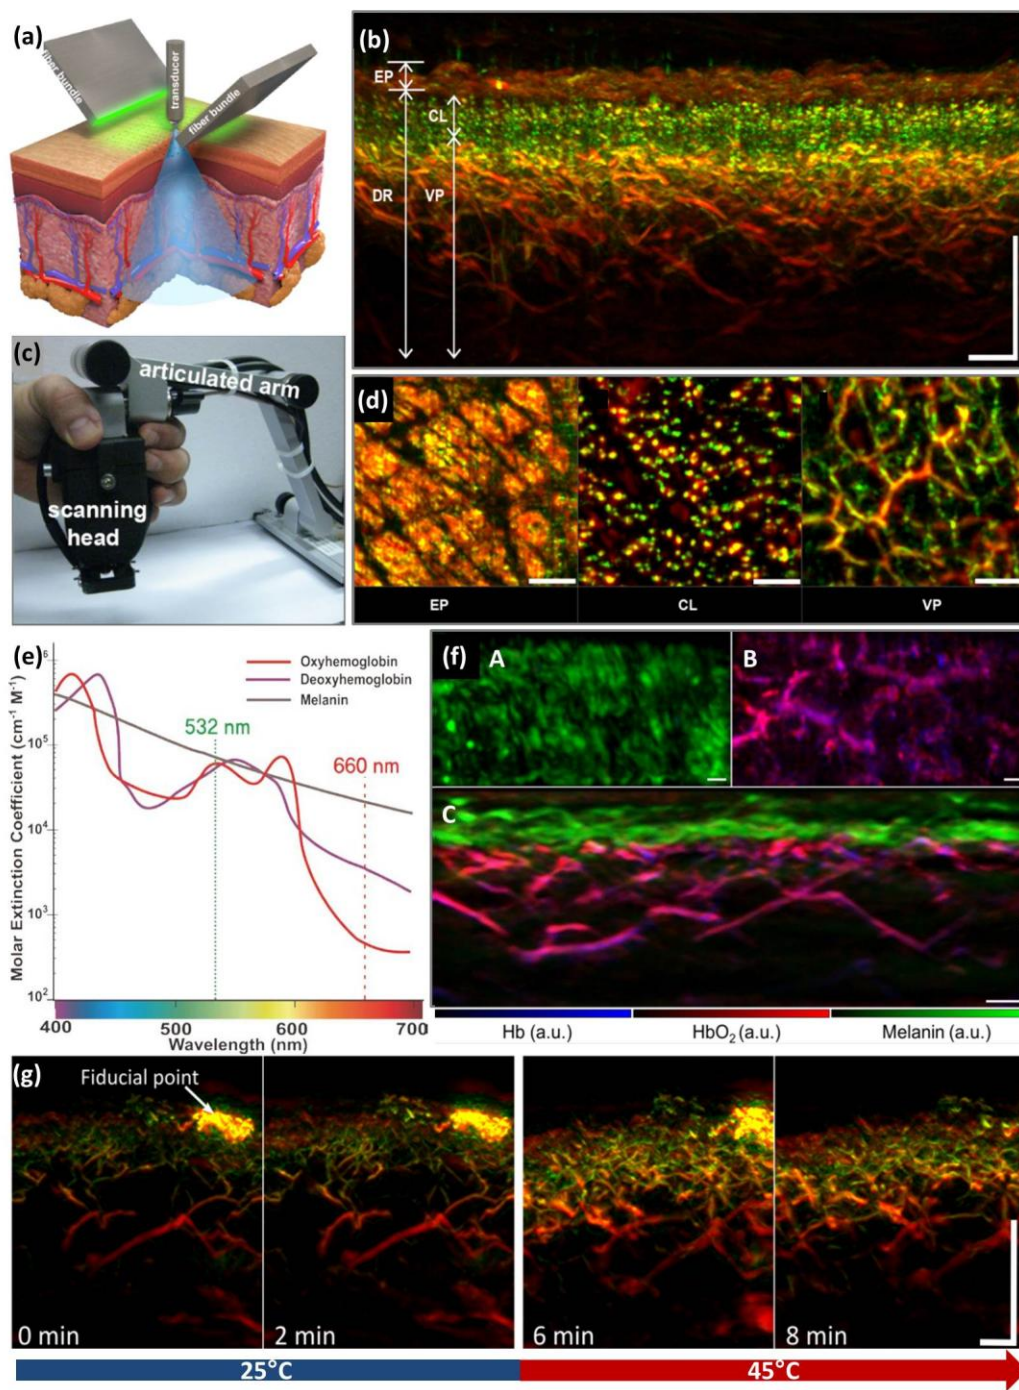 (a)
fiber bundle
transducer
fiber bundle
(b)
EP
CL
DR
VP
(c)
articulated arm
scanning
head
(d)
EP
CL
VP
(e)
Oxyhemoglobin
Deoxyhemoglobin
Melanin
532 nm
660 nm
Molar Extinction Coefficient (cm⁻¹ M⁻¹)
10⁶
10⁵
10⁴
10³
10²
400
500
600
700
Wavelength (nm)
(f)
A
B
C
Hb (a.u.)
HbO₂ (a.u.)
Melanin (a.u.)
(g)
Fiducial point
0 min
2 min
6 min
8 min
25°C
45°C